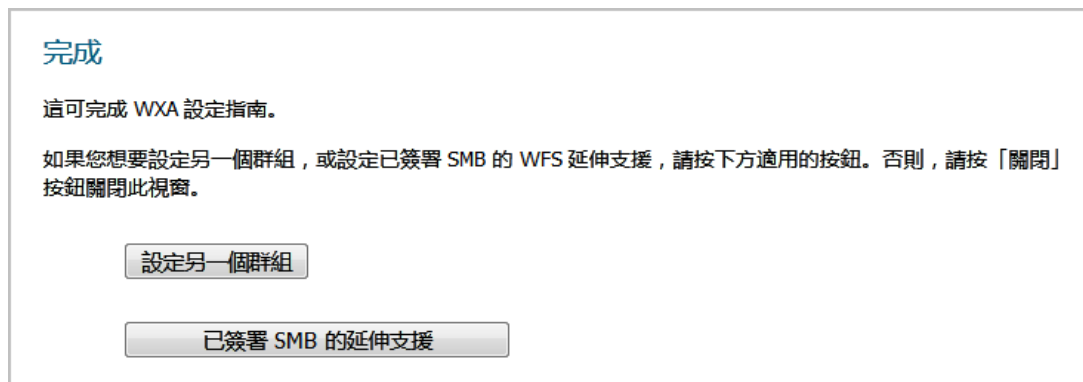 完成
這可完成 WXA 設定指南。
如果您想要設定另一個群組，或設定已簽署 SMB 的 WFS 延伸支援，請按下方適用的按鈕。否則，請按「關閉」
按鈕關閉此視窗。
設定另一個群組
已簽署 SMB 的延伸支援